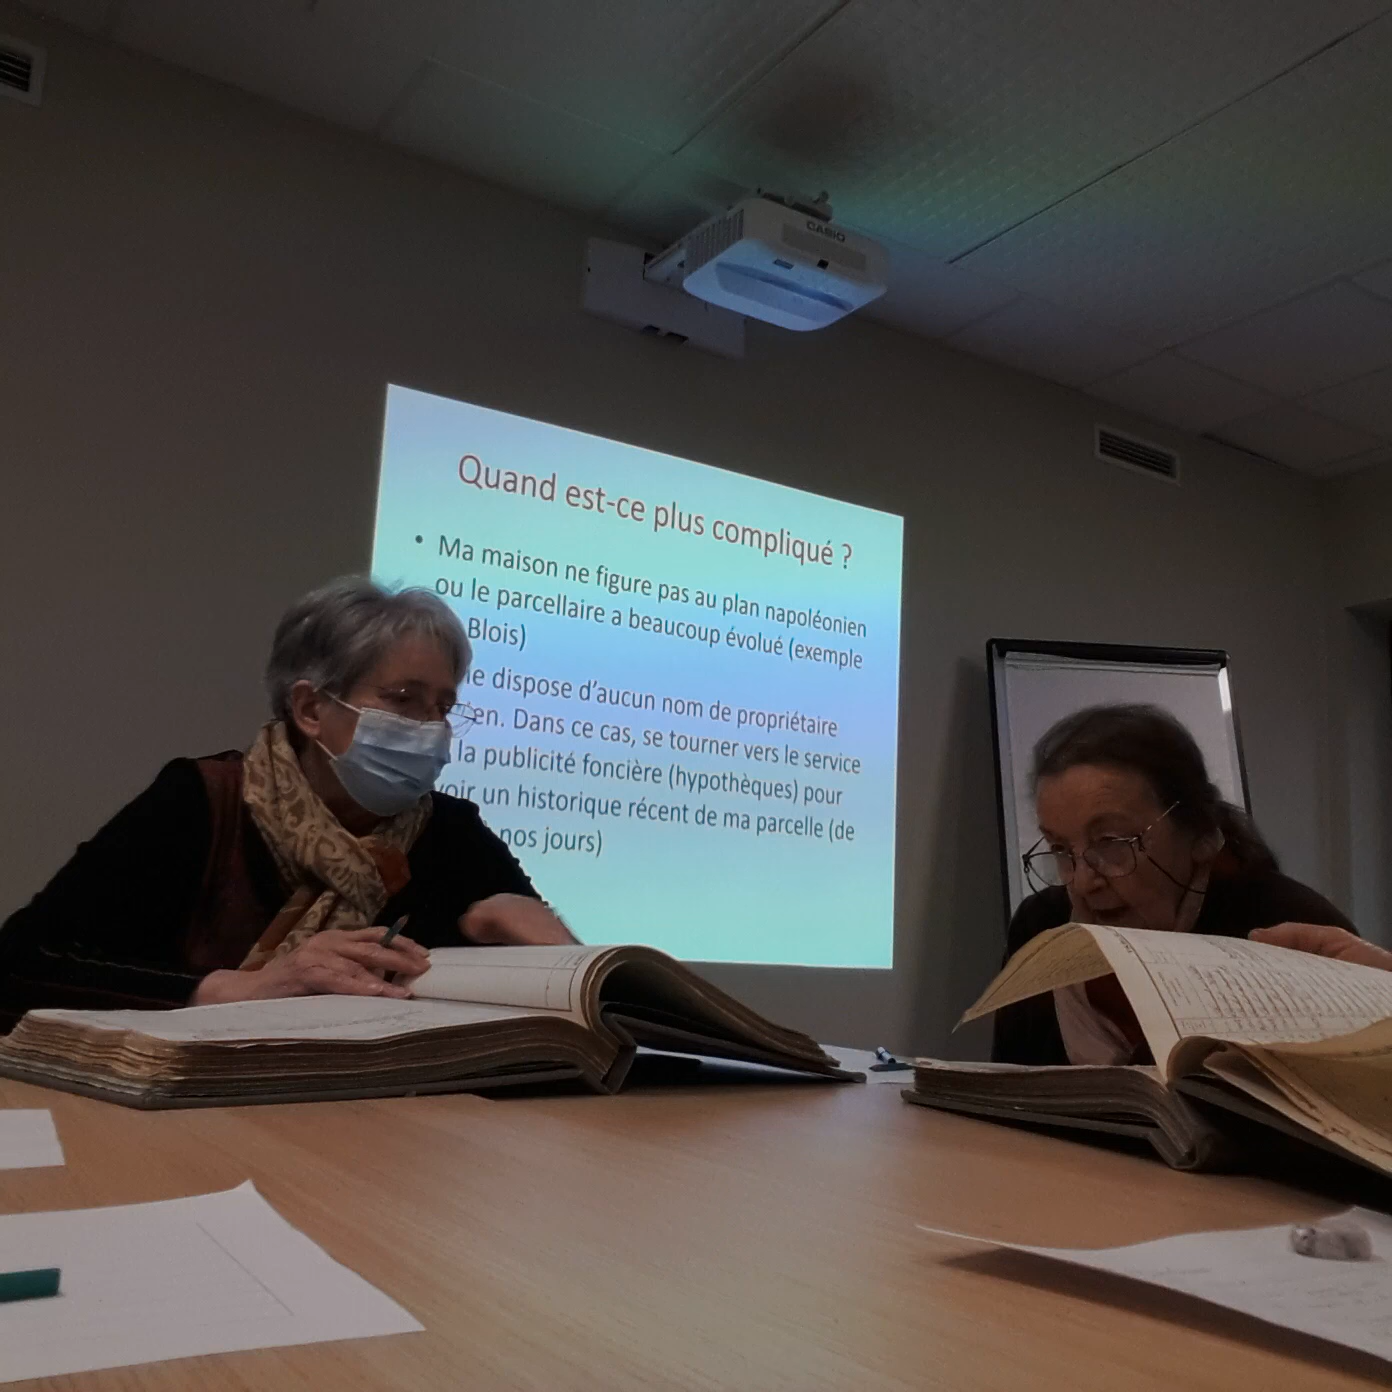 CASIO
Quand est-ce plus compliqué ?
• Ma maison ne figure pas au plan napoléonien
ou le parcellaire a beaucoup évolué (exemple
Blois)
ne dispose d'aucun nom de propriétaire
en. Dans ce cas, se tourner vers le service
la publicité foncière (hypothèques) pour
voir un historique récent de ma parcelle (de
nos jours)